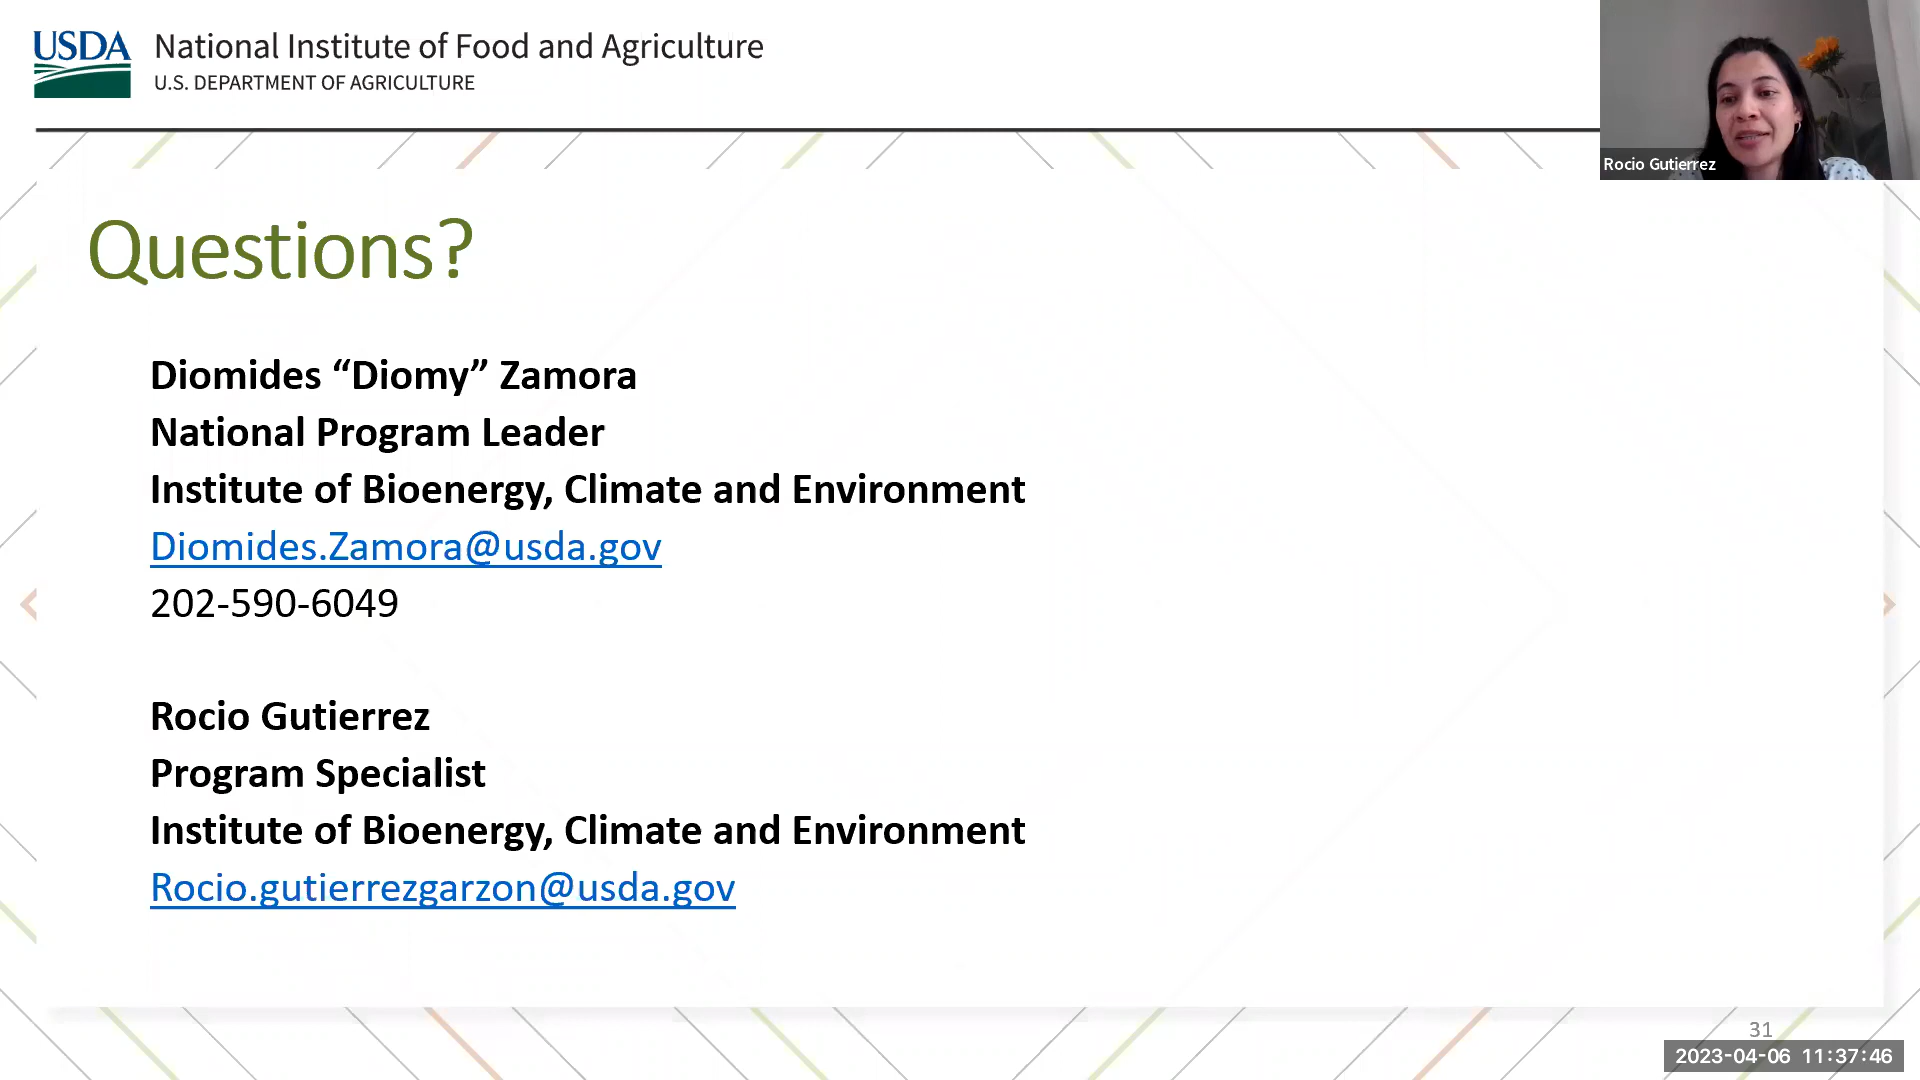 USDA
National Institute of Food and Agriculture
U.S. DEPARTMENT OF AGRICULTURE
Rocio Gutierrez
Questions?
Diomides “Diomy” Zamora
National Program Leader
Institute of Bioenergy, Climate and Environment
Diomides.Zamora@usda.gov
202-590-6049
Rocio Gutierrez
Program Specialist
Institute of Bioenergy, Climate and Environment
Rocio.gutierrezgarzon@usda.gov
31
2023-04-06 11:37:46